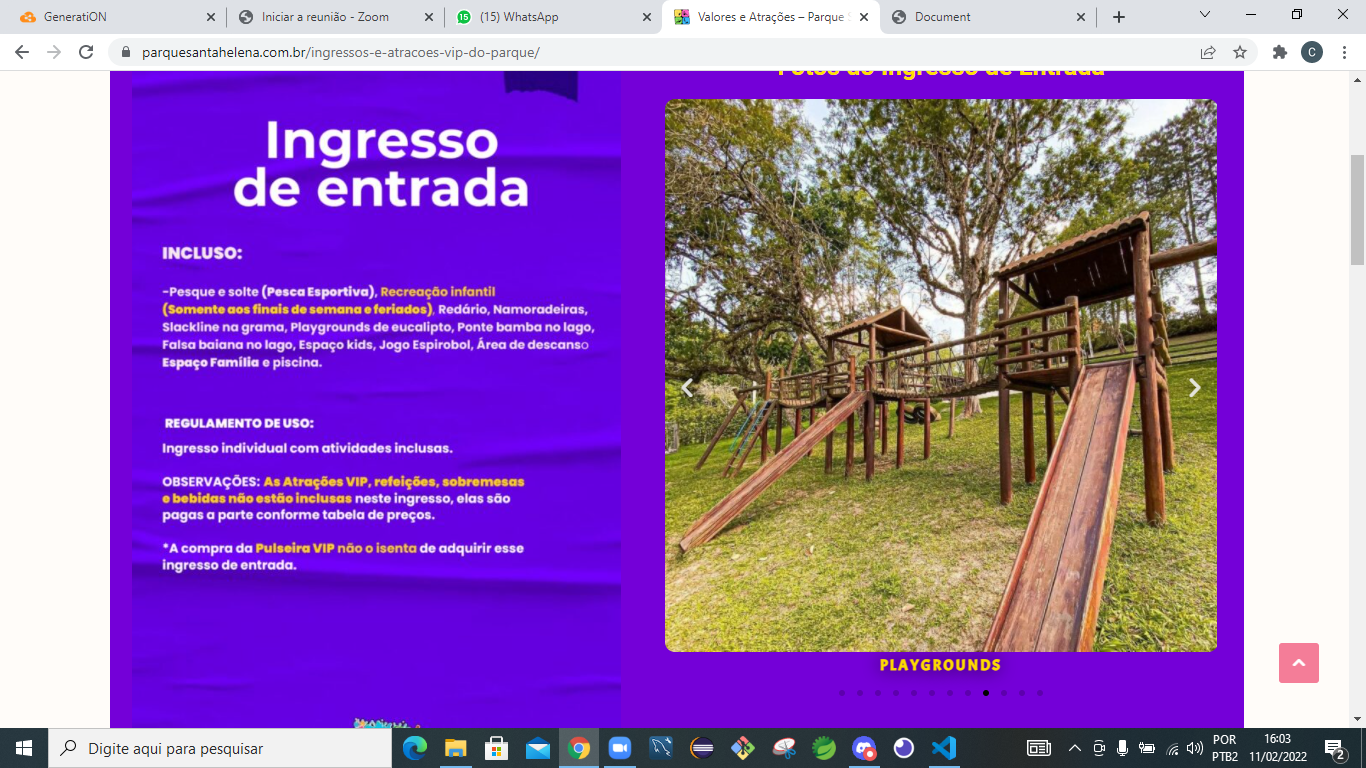 GeneratiON
Iniciar a reunião - Zoom
(15) WhatsApp
Valores e Atrações – Parque S
Document
parquesantahelena.com.br/ingressos-e-atracoes-vip-do-parque/
C
Fotos do Ingresso de Entrada
Ingresso
de entrada
INCLUSO:
-Pesque e solte (Pesca Esportiva), Recreação infantil
(Somente aos finais de semana e feriados), Redário, Namoradeiras,
Slackline na grama, Playgrounds de eucalipto, Ponte bamba no lago,
Falsa baiana no lago, Espaço kids, Jogo Espirobol, Área de descanso
Espaço Família e piscina.
REGULAMENTO DE USO:
Ingresso individual com atividades inclusas.
OBSERVAÇÕES: As Atrações VIP, refeições, sobremesas
e bebidas não estão inclusas neste ingresso, elas são
pagas a parte conforme tabela de preços.
*A compra da Pulseira VIP não o isenta de adquirir esse
ingresso de entrada.
PLAYGROUNDS
Digite aqui para pesquisar
POR
PTB2
16:03
11/02/2022
2